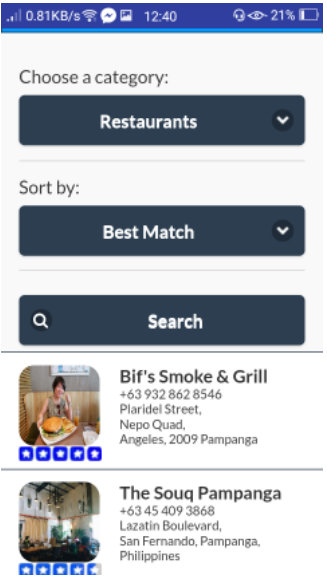 0.81KB/s 12:40 21%
Choose a category:
Restaurants
Sort by:
Best Match
Search
Bif's Smoke & Grill
+63 932 862 8546
Plaridel Street,
Nepo Quad,
Angeles, 2009 Pampanga
The Souq Pampanga
+63 45 409 3868
Lazatin Boulevard,
San Fernando, Pampanga,
Philippines